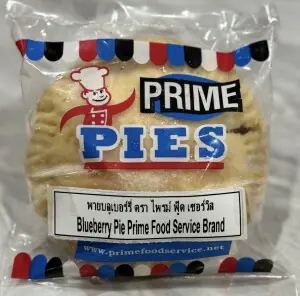 PRIME
PIES
พายบลูเบอร์รี่ ตรา ไพรม์ ฟู้ด เซอร์วิส
Blueberry Pie Prime Food Service Brand
www.primefoodservice.net